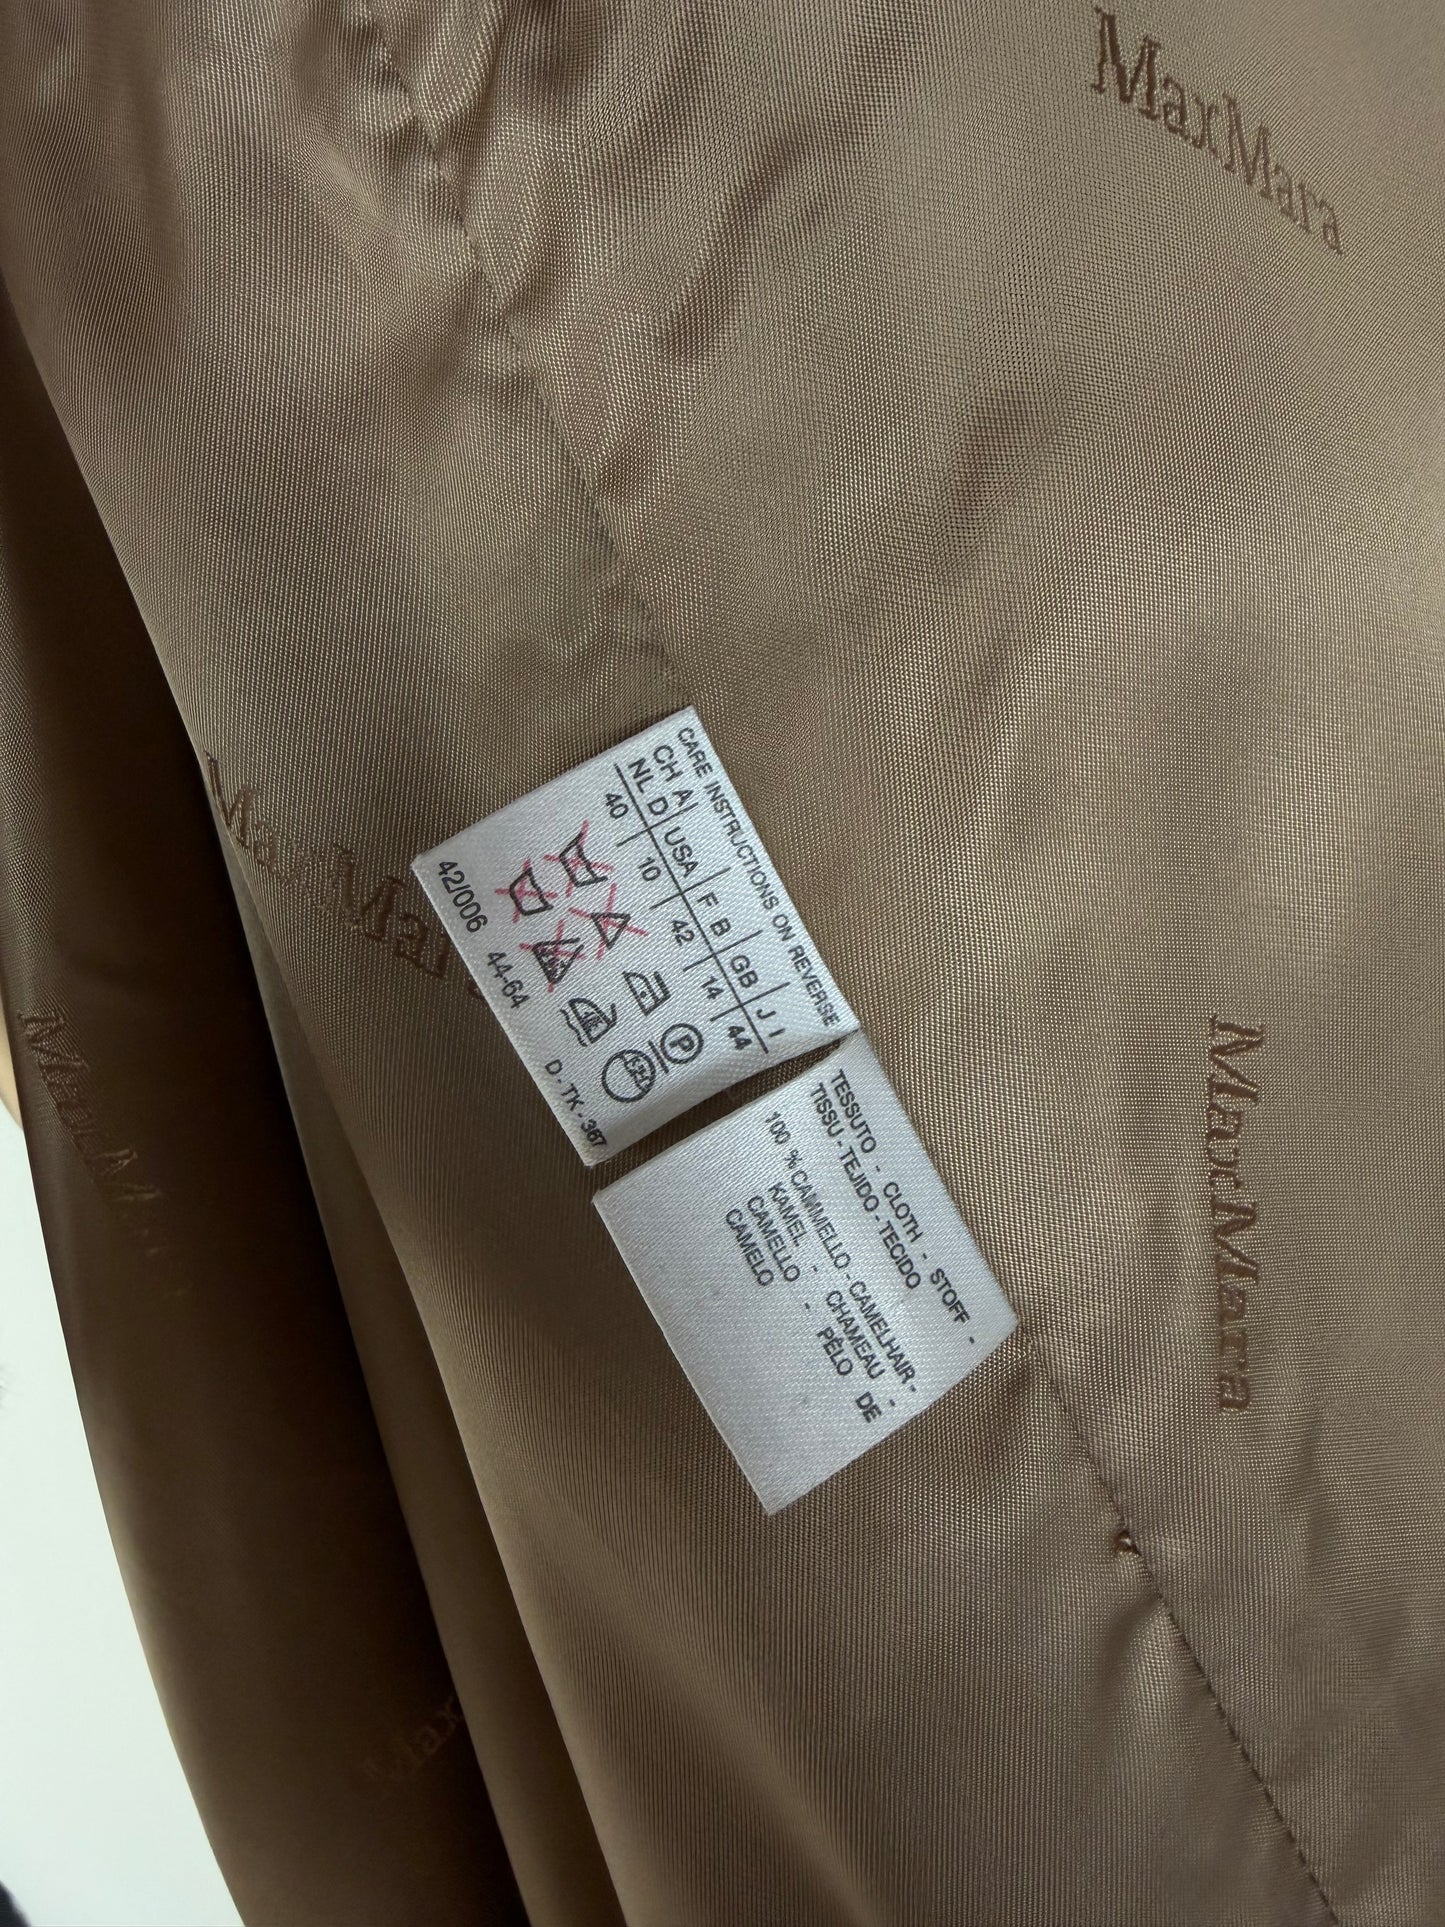 MaxMara
MaxMara
MaxMara
MaxMara
Max
CARE INSTRUCTIONS ON REVERSE
CH A
NL D USA F B GB J I
40 10 42 14 44
P
42/006 44-64 D.TK-367
TESSUTO - CLOTH - STOFF -
TISSU - TEJIDO - TECIDO
100 % CAMMELLO - CAMELHAIR -
KAMEL - CHAMEAU -
CAMELLO - PÊLO DE
CAMELO